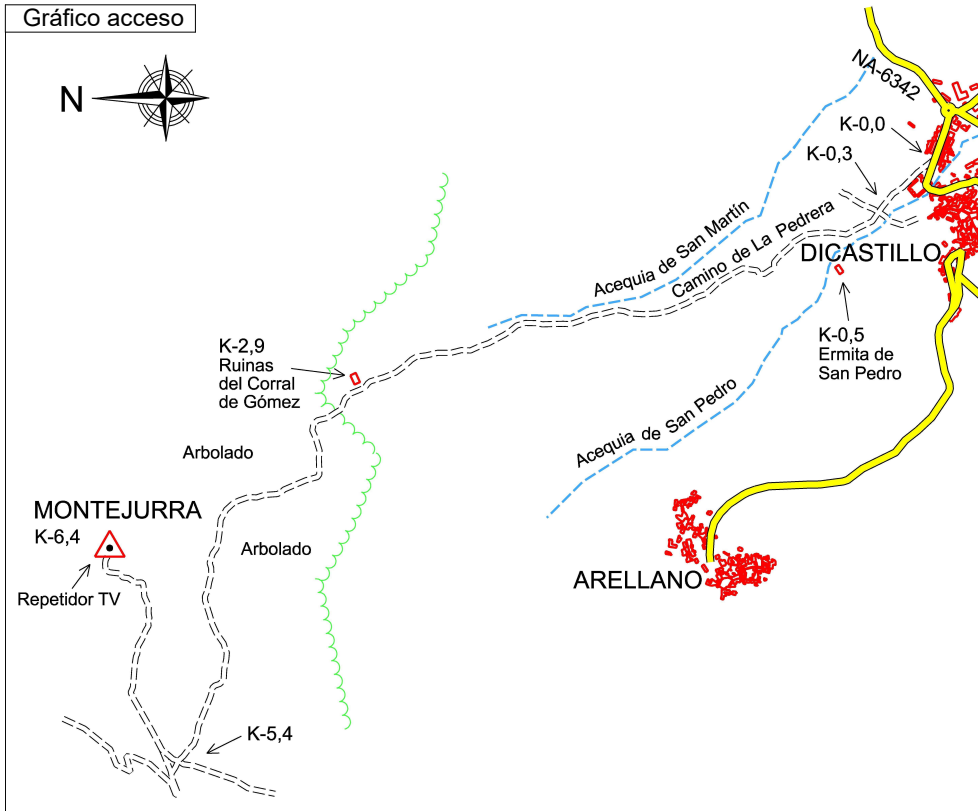 Gráfico acceso
N
NA-6342
K-0,0
K-0,3
Acequia de San Martín
Camino de La Pedrera
DICASTILLO
K-0,5
Ermita de
San Pedro
K-2,9
Ruinas
del Corral
de Gómez
Acequia de San Pedro
Arbolado
MONTEJURRA
K-6,4
Arbolado
ARELLANO
Repetidor TV
K-5,4